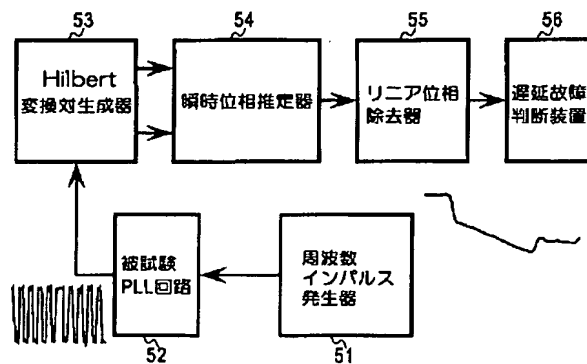 53
54
55
56
Hilbert
変換対生成器
瞬時位相推定器
リニア位相
除去器
遅延故障
判断装置
被試験
PLL回路
周波数
インパルス
発生器
52
51